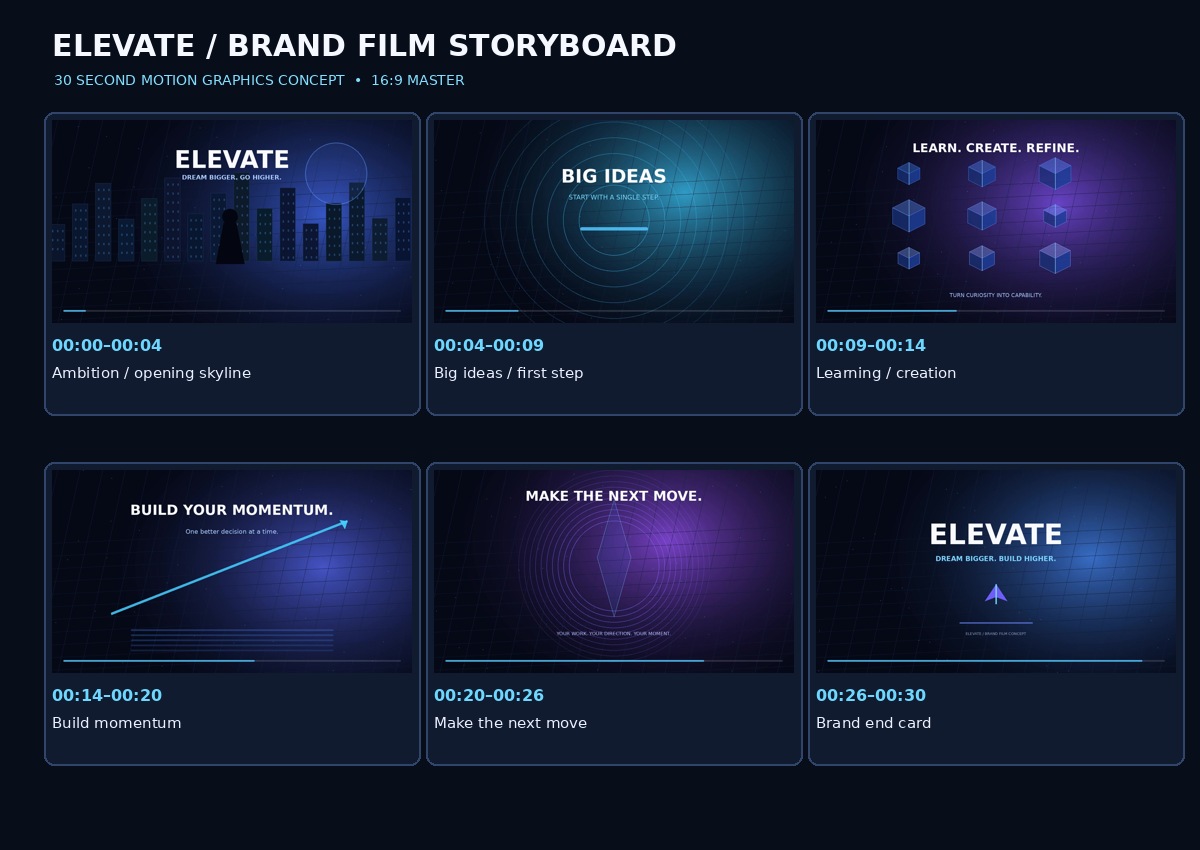 ELEVATE / BRAND FILM STORYBOARD
30 SECOND MOTION GRAPHICS CONCEPT • 16:9 MASTER
ELEVATE
DREAM BIGGER. GO HIGHER.
00:00–00:04
Ambition / opening skyline
BIG IDEAS
START WITH A SINGLE STEP.
00:04–00:09
Big ideas / first step
LEARN. CREATE. REFINE.
TURN CURIOSITY INTO CAPABILITY.
00:09–00:14
Learning / creation
BUILD YOUR MOMENTUM.
One better decision at a time.
00:14–00:20
Build momentum
MAKE THE NEXT MOVE.
YOUR WORK. YOUR DIRECTION. YOUR MOMENT.
00:20–00:26
Make the next move
ELEVATE
DREAM BIGGER. BUILD HIGHER.
ELEVATE / BRAND FILM CONCEPT
00:26–00:30
Brand end card